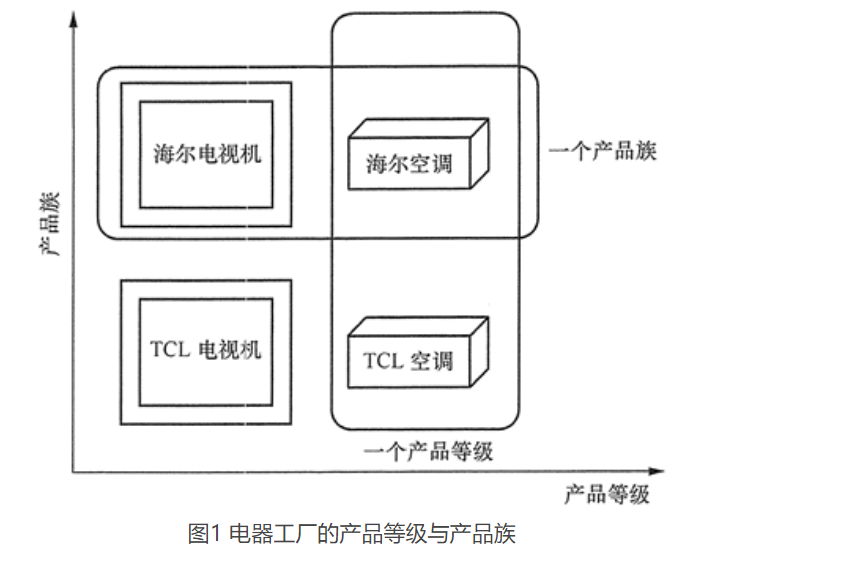 海尔电视机
海尔空调
一个产品族
产品族
TCL 电视机
TCL 空调
一个产品等级
产品等级
图1 电器工厂的产品等级与产品族